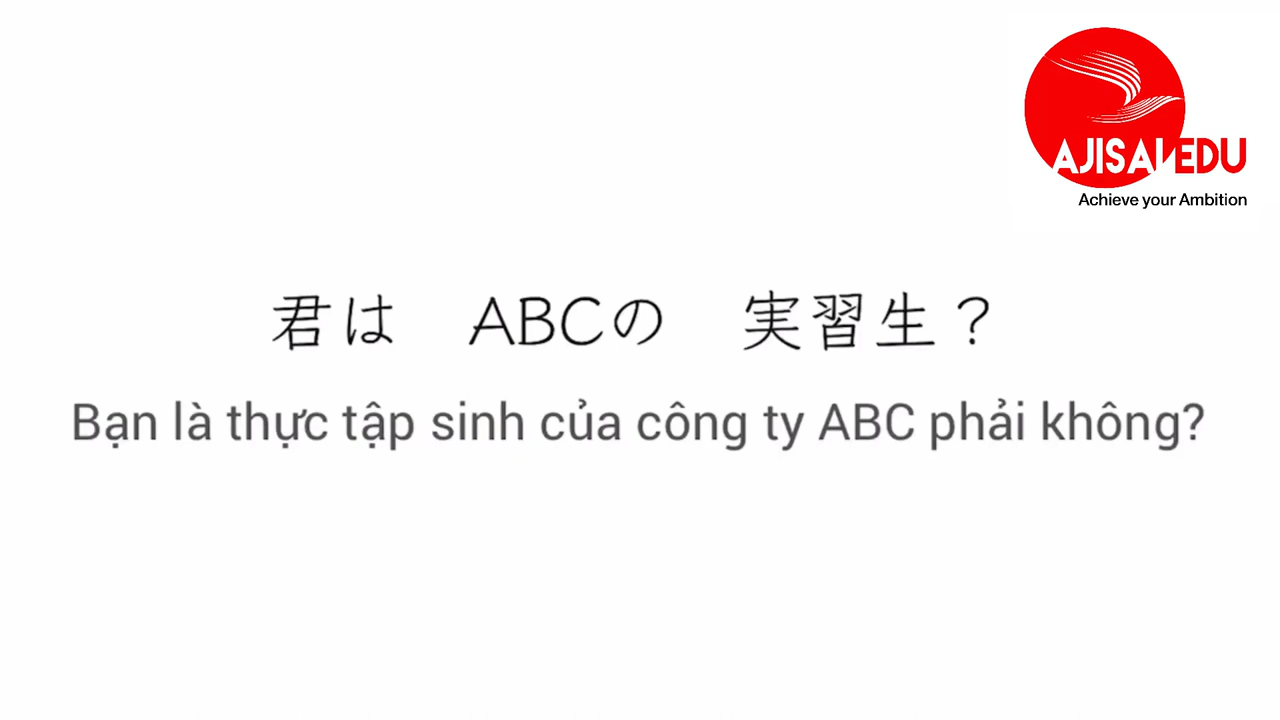 AJISAI EDU
Achieve your Ambition
君は　ABCの　実習生？
Bạn là thực tập sinh của công ty ABC phải không?